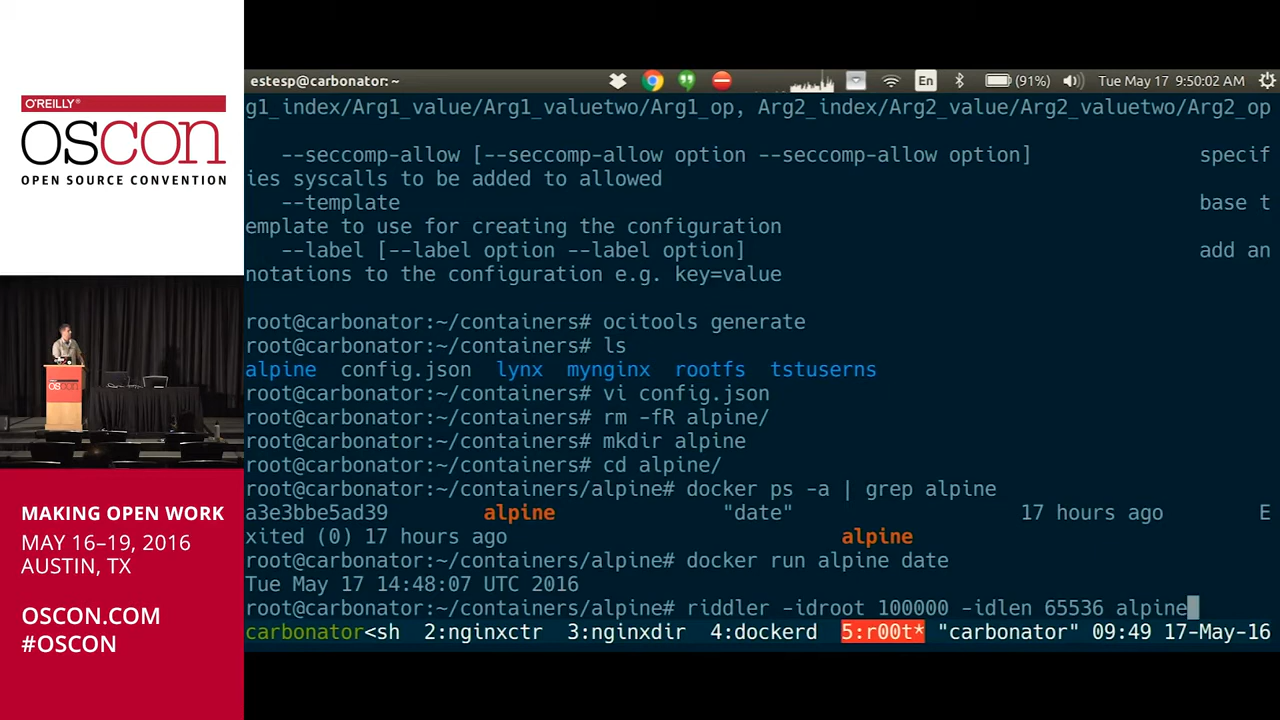 O'REILLY®
OSCON
OPEN SOURCE CONVENTION
MAKING OPEN WORK
MAY 16–19, 2016
AUSTIN, TX
OSCON.COM
#OSCON
estesp@carbonator: ~
En
(91%)
Tue May 17 9:50:02 AM
g1_index/Arg1_value/Arg1_valuetwo/Arg1_op, Arg2_index/Arg2_value/Arg2_valuetwo/Arg2_op
--seccomp-allow [--seccomp-allow option --seccomp-allow option] specif
ies syscalls to be added to allowed
--template base t
emplate to use for creating the configuration
--label [--label option --label option] add an
notations to the configuration e.g. key=value
root@carbonator:~/containers# ocitools generate
root@carbonator:~/containers# ls
alpine config.json lynx mynginx rootfs tstuserns
root@carbonator:~/containers# vi config.json
root@carbonator:~/containers# rm -fR alpine/
root@carbonator:~/containers# mkdir alpine
root@carbonator:~/containers# cd alpine/
root@carbonator:~/containers/alpine# docker ps -a | grep alpine
a3e3bbe5ad39 alpine "date" 17 hours ago E
xited (0) 17 hours ago alpine
root@carbonator:~/containers/alpine# docker run alpine date
Tue May 17 14:48:07 UTC 2016
root@carbonator:~/containers/alpine# riddler -idroot 100000 -idlen 65536 alpine
carbonator<sh 2:nginxctr 3:nginxdir 4:dockerd 5:r00t* "carbonator" 09:49 17-May-16